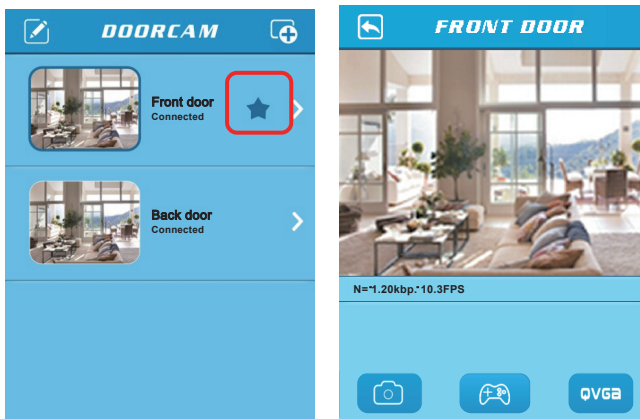 DOORCAM
Front door
Connected
Back door
Connected
FRONT DOOR
N=-1.20kbp.-10.3FPS
QVGA